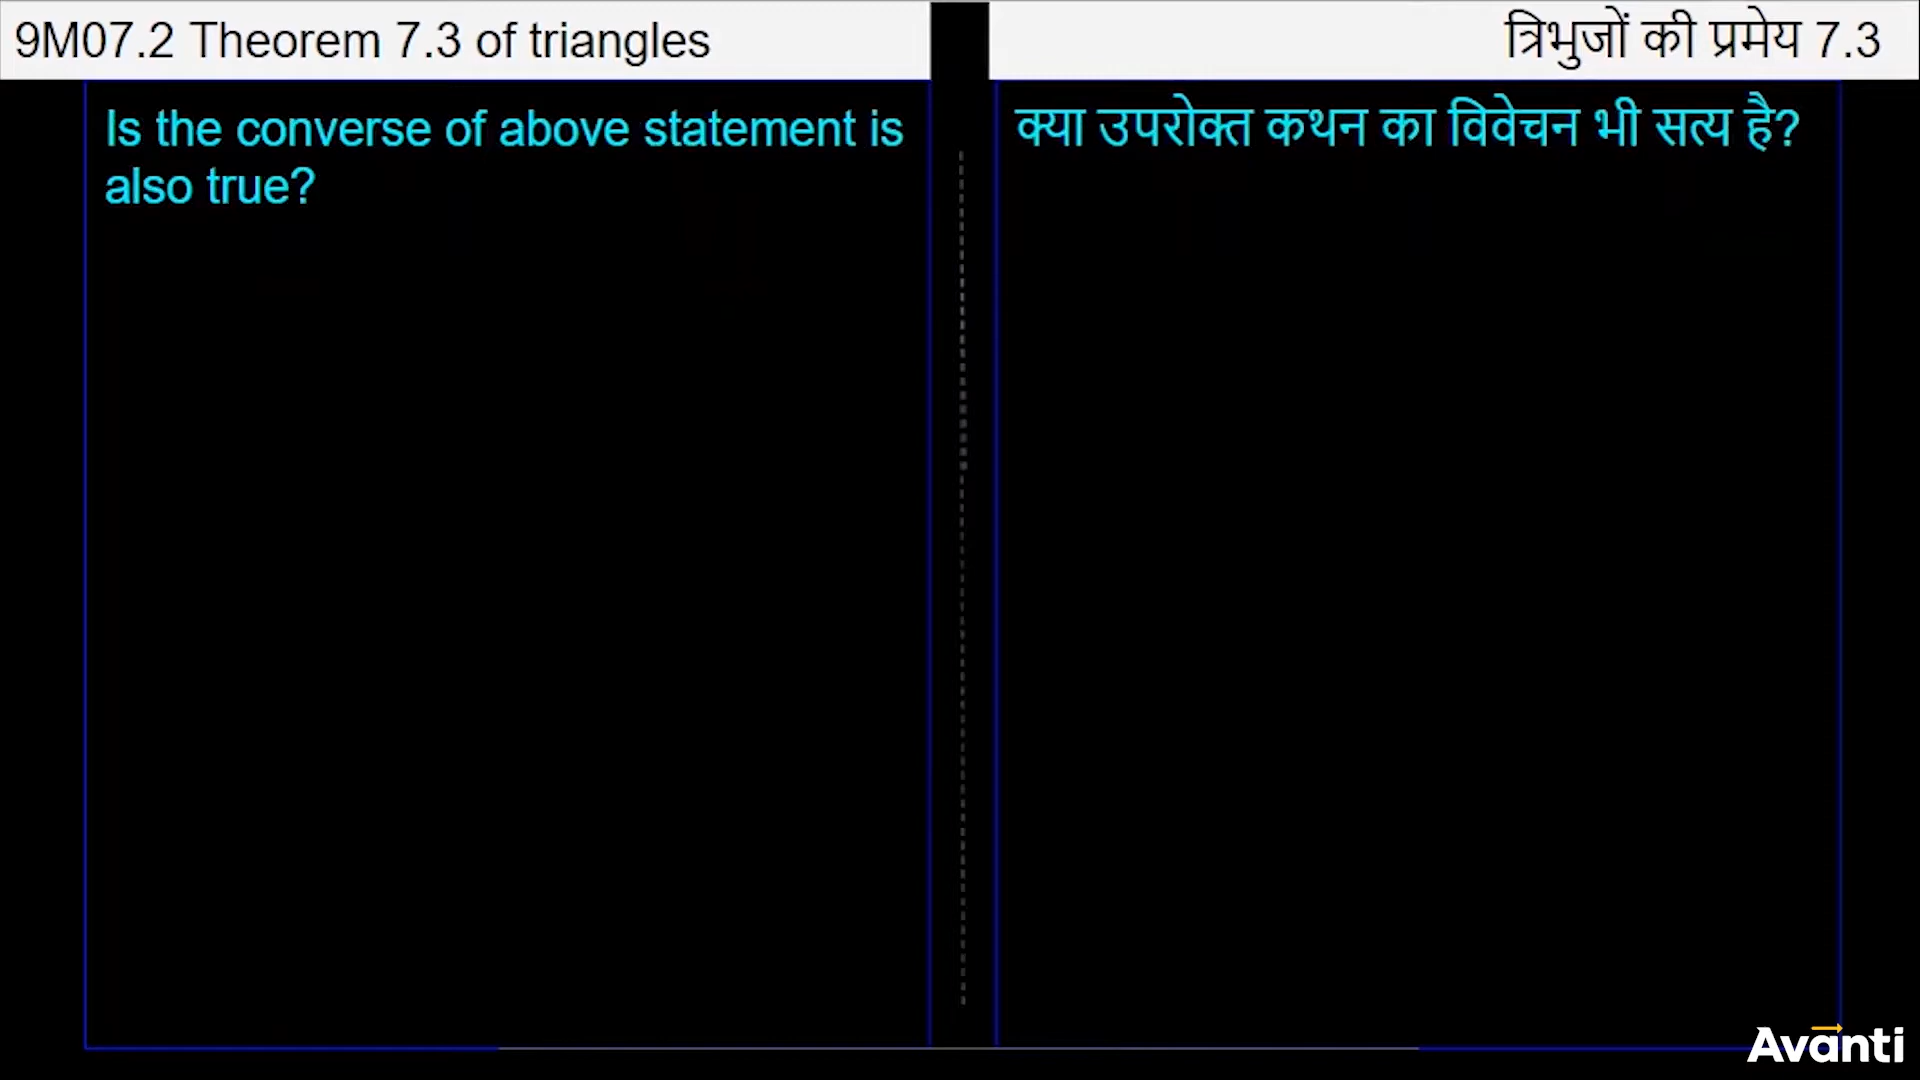 9M07.2 Theorem 7.3 of triangles
त्रिभुजों की प्रमेय 7.3
Is the converse of above statement is
also true?
क्या उपरोक्त कथन का विवेचन भी सत्य है?
Avanti